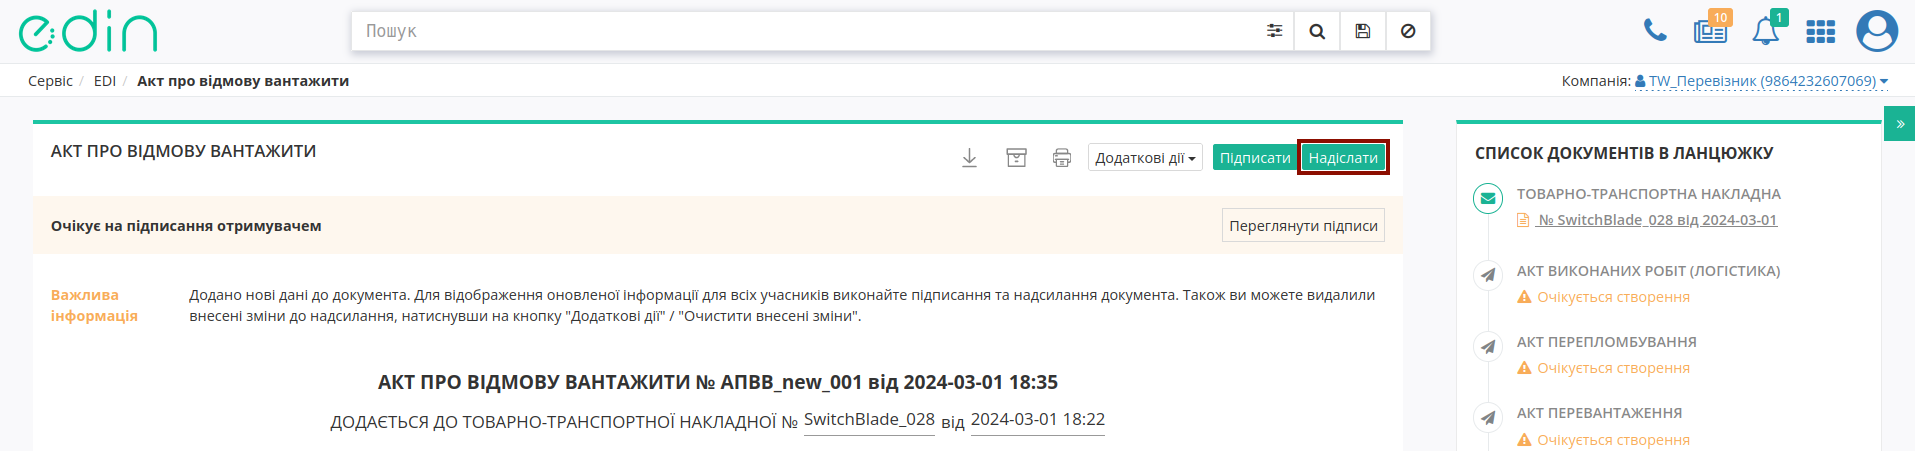 edin
Пошук
10
1
Сервіс / EDI / Акт про відмову вантажити
Компанія: TW_Перевізник (9864232607069)
»
АКТ ПРО ВІДМОВУ ВАНТАЖИТИ
Додаткові дії
Підписати
Надіслати
Очікує на підписання отримувачем
Переглянути підписи
Важлива
інформація
Додано нові дані до документа. Для відображення оновленої інформації для всіх учасників виконайте підписання та надсилання документа. Також ви можете видалили
внесені зміни до надсилання, натиснувши на кнопку "Додаткові дії" / "Очистити внесені зміни".
АКТ ПРО ВІДМОВУ ВАНТАЖИТИ № АПВВ_new_001 від 2024-03-01 18:35
ДОДАЄТЬСЯ ДО ТОВАРНО-ТРАНСПОРТНОЇ НАКЛАДНОЇ № SwitchBlade_028 від 2024-03-01 18:22
СПИСОК ДОКУМЕНТІВ В ЛАНЦЮЖКУ
ТОВАРНО-ТРАНСПОРТНА НАКЛАДНА
№ SwitchBlade_028 від 2024-03-01
АКТ ВИКОНАНИХ РОБІТ (ЛОГІСТИКА)
Очікується створення
АКТ ПЕРЕПЛОМБУВАННЯ
Очікується створення
АКТ ПЕРЕВАНТАЖЕННЯ
Очікується створення